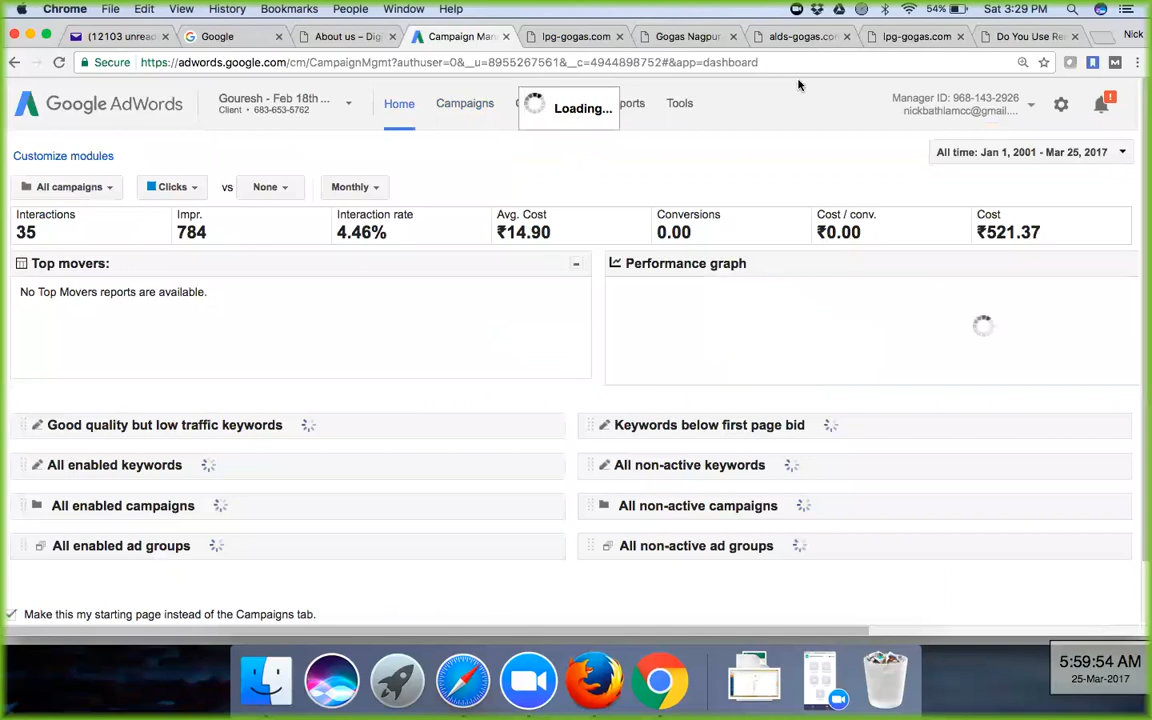 Chrome File Edit View History Bookmarks People Window Help 54% Sat 3:29 PM
(12103 unread Google About us – Digi Campaign Man lpg-gogas.com Gogas Nagpur alds-gogas.com lpg-gogas.com Do You Use Rem Nick
Secure https://adwords.google.com/cm/CampaignMgmt?authuser=0&__u=8955267561&__c=4944898752#&app=dashboard
Google AdWords Gouresh - Feb 18th ... Home Campaigns Loading... ports Tools Manager ID: 968-143-2926
Client • 683-653-5762 nickbathlamcc@gmail....
Customize modules All time: Jan 1, 2001 - Mar 25, 2017
All campaigns Clicks vs None Monthly
Interactions Impr. Interaction rate Avg. Cost Conversions Cost / conv. Cost
35 784 4.46% ₹14.90 0.00 ₹0.00 ₹521.37
Top movers: Performance graph
No Top Movers reports are available.
Good quality but low traffic keywords Keywords below first page bid
All enabled keywords All non-active keywords
All enabled campaigns All non-active campaigns
All enabled ad groups All non-active ad groups
Make this my starting page instead of the Campaigns tab.
5:59:54 AM
25-Mar-2017